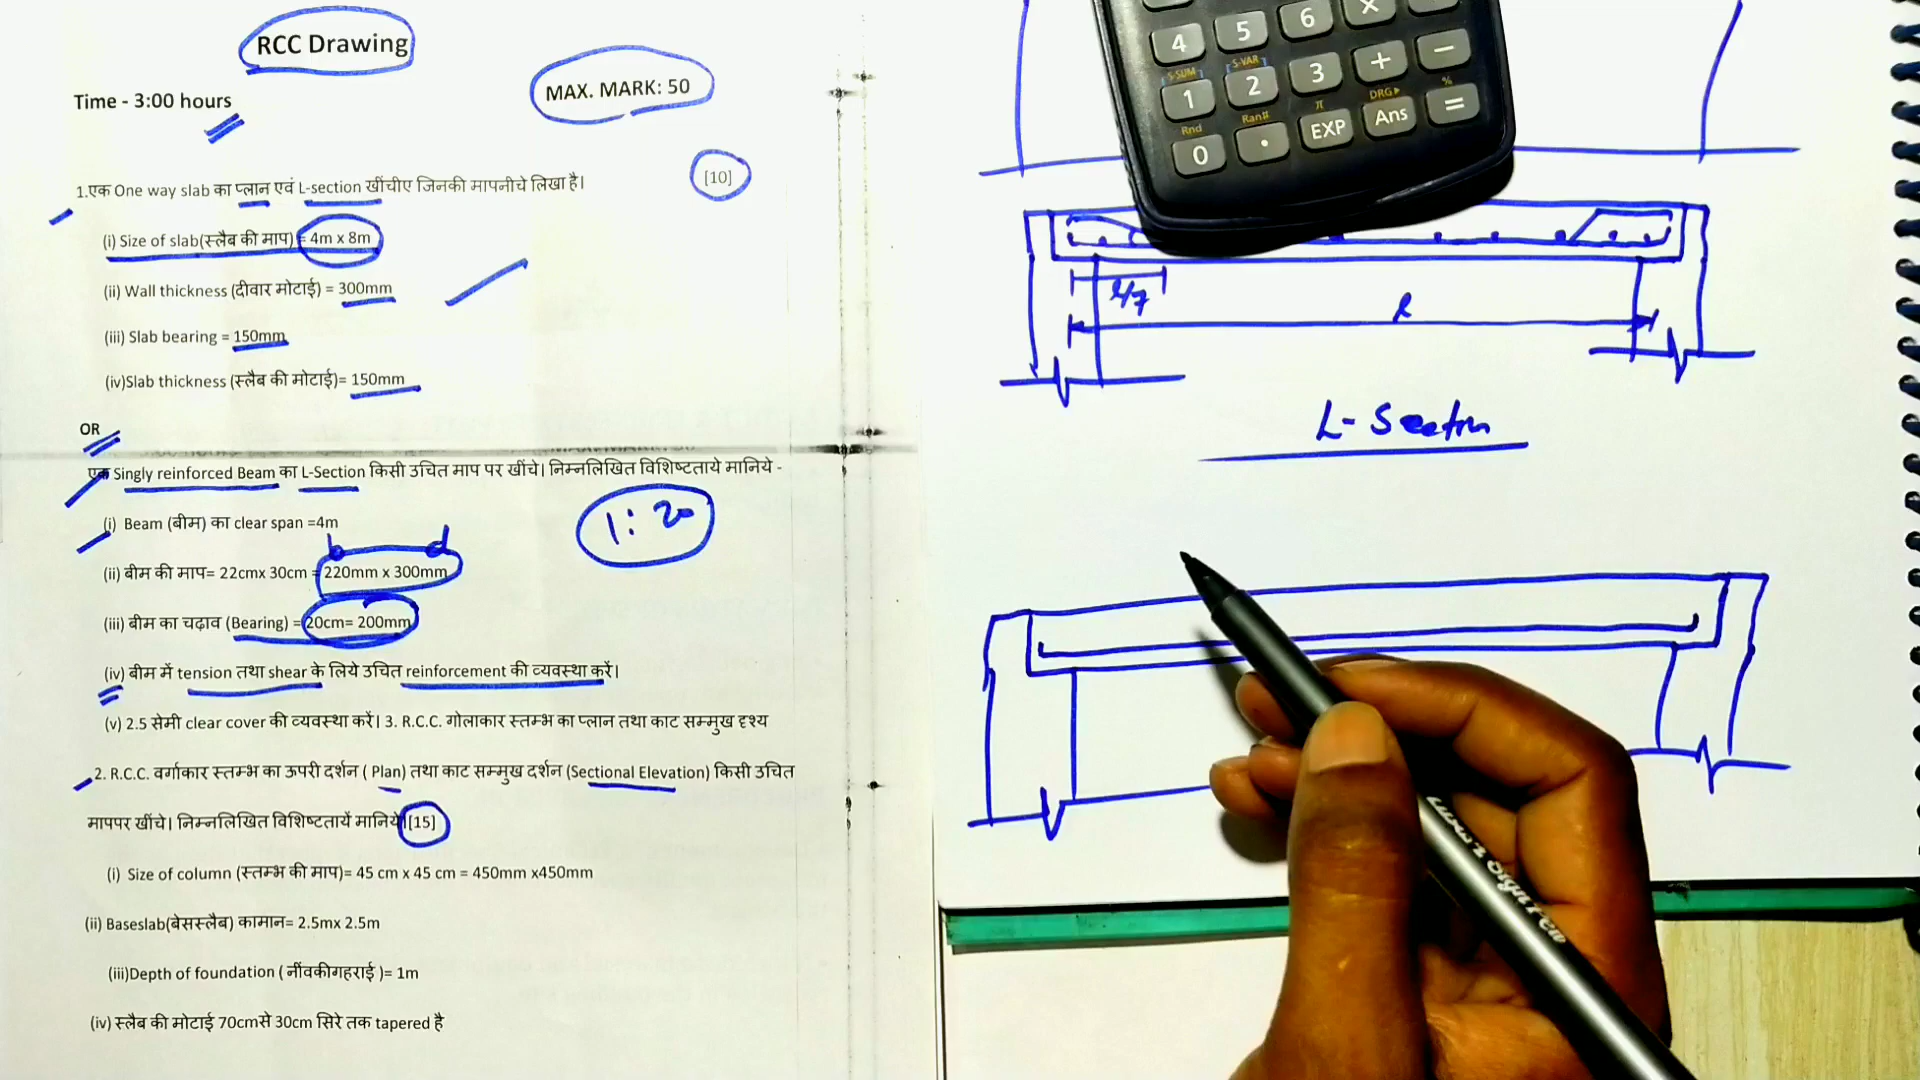 RCC Drawing
MAX. MARK: 50
Time - 3:00 hours
1.एक One way slab का प्लान एवं L-section खींचीए जिनकी मापनीचे लिखा है। [10]
(i) Size of slab(स्लैब की माप) = 4m x 8m
(ii) Wall thickness (दीवार मोटाई) = 300mm
(iii) Slab bearing = 150mm
(iv)Slab thickness (स्लैब की मोटाई)= 150mm
OR
एक Singly reinforced Beam का L-Section किसी उचित माप पर खींचे। निम्नलिखित विशिष्टताये मानिये -
1: 20
(i) Beam (बीम) का clear span =4m
b d
(ii) बीम की माप= 22cmx 30cm = 220mm x 300mm
(iii) बीम का चढ़ाव (Bearing) = 20cm= 200mm
(iv) बीम में tension तथा shear के लिये उचित reinforcement की व्यवस्था करें।
(v) 2.5 सेमी clear cover की व्यवस्था करें। 3. R.C.C. गोलाकार स्तम्भ का प्लान तथा काट सम्मुख दृश्य
2. R.C.C. वर्गाकार स्तम्भ का ऊपरी दर्शन ( Plan) तथा काट सम्मुख दर्शन (Sectional Elevation) किसी उचित
मापपर खींचे। निम्नलिखित विशिष्टतायें मानिये।[15]
(i) Size of column (स्तम्भ की माप)= 45 cm x 45 cm = 450mm x450mm
(ii) Baseslab(बेसस्लैब) कामान= 2.5mx 2.5m
(iii)Depth of foundation ( नींवकीगहराई )= 1m
(iv) स्लैब की मोटाई 70cmसे 30cm सिरे तक tapered है
4 5 6 x
S-SUM S-VAR
1 2 3 + −
Rnd Ran# π DRG▶ %
0 . EXP Ans =
l/7
l
L- Section